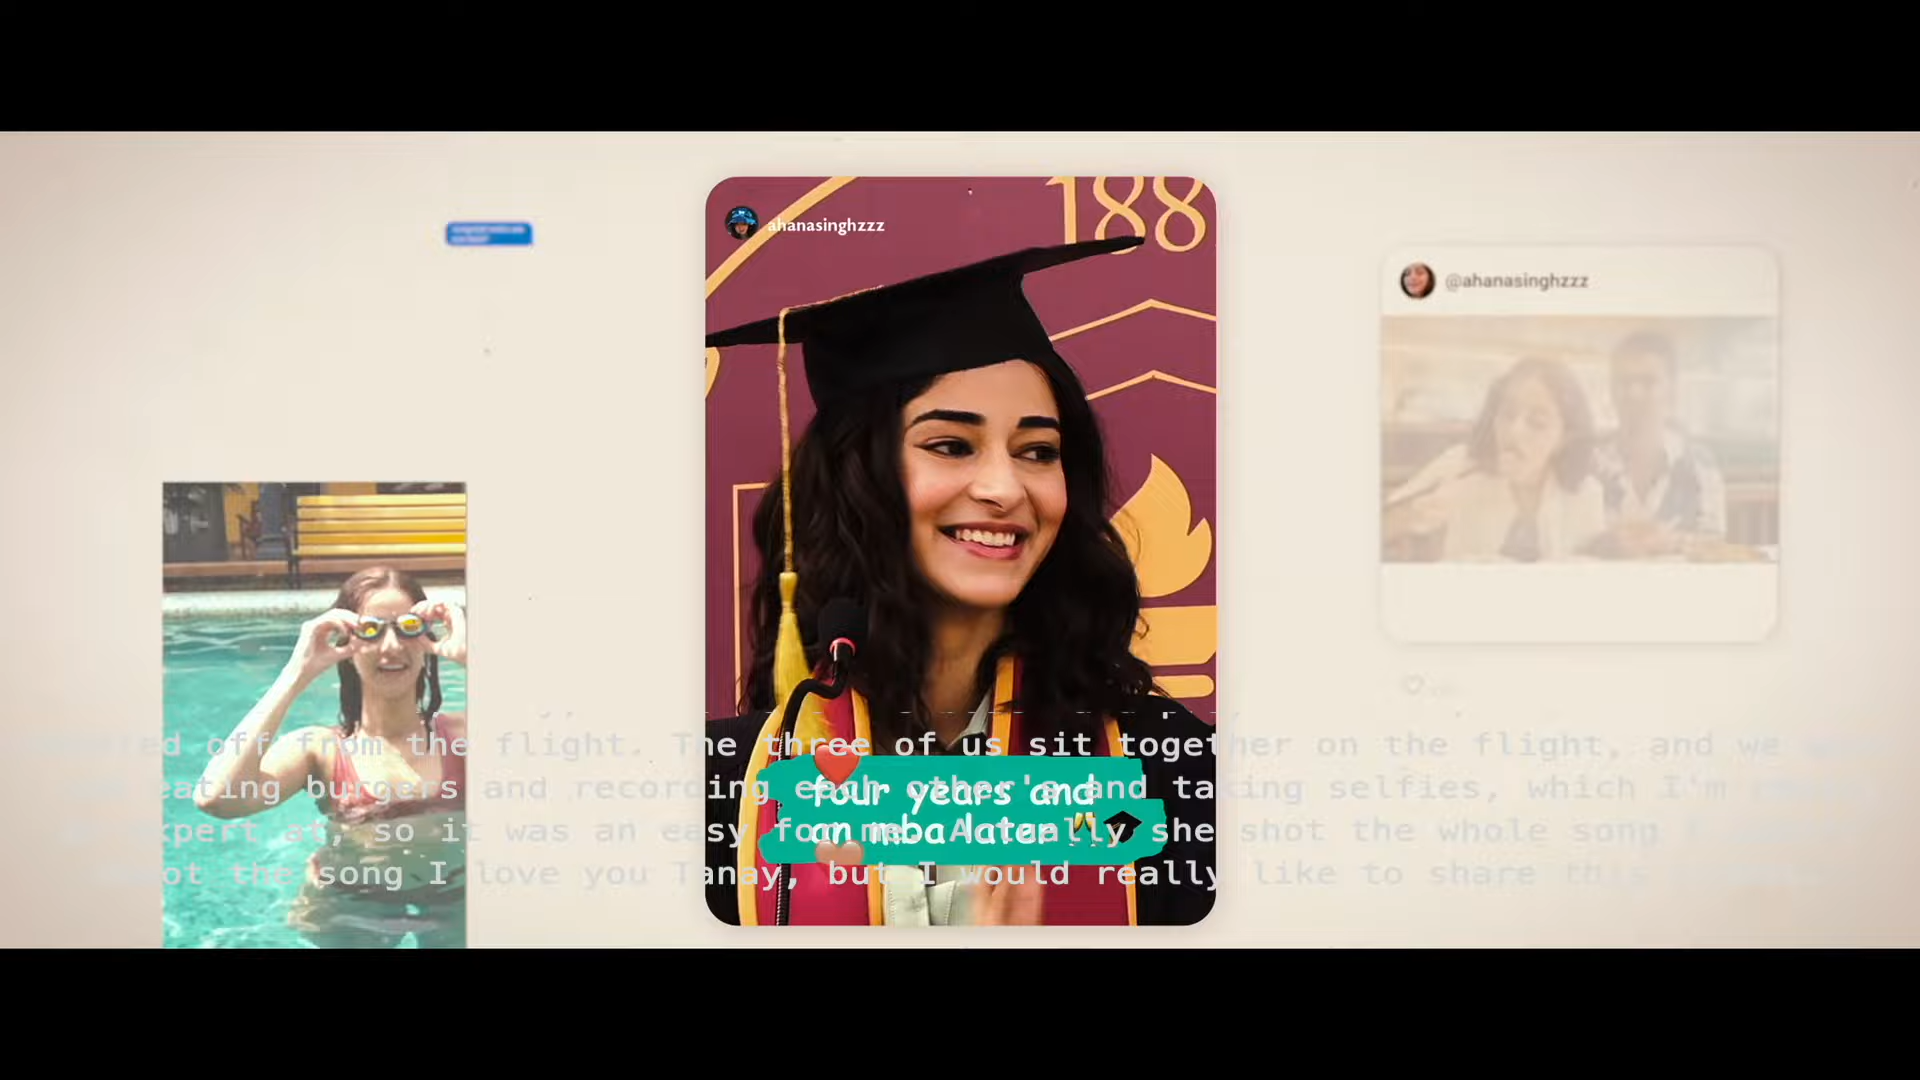 188
ahanasinghzzz
@ahanasinghzzz
off from the flight. The three of us sit together on the flight, and we
eating burgers and recording each other's and taking selfies, which I'm
expert at, so it was an easy for me. Actually she shot the whole song
the song I love you Tanay, but I would really like to share this
four years and
an mba later 🥂🎓